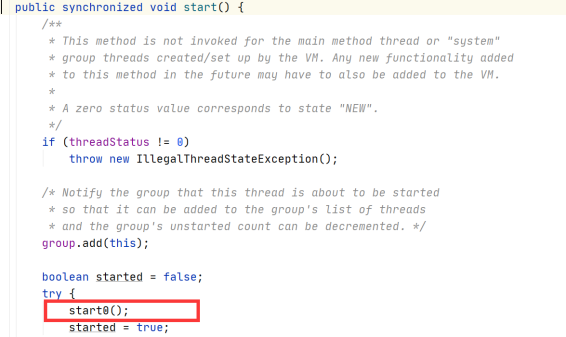 public synchronized void start() {
/**
* This method is not invoked for the main method thread or "system"
* group threads created/set up by the VM. Any new functionality added
* to this method in the future may have to also be added to the VM.
*
* A zero status value corresponds to state "NEW".
*/
if (threadStatus != 0)
throw new IllegalThreadStateException();
/* Notify the group that this thread is about to be started
* so that it can be added to the group's list of threads
* and the group's unstarted count can be decremented. */
group.add(this);
boolean started = false;
try {
start0();
started = true;